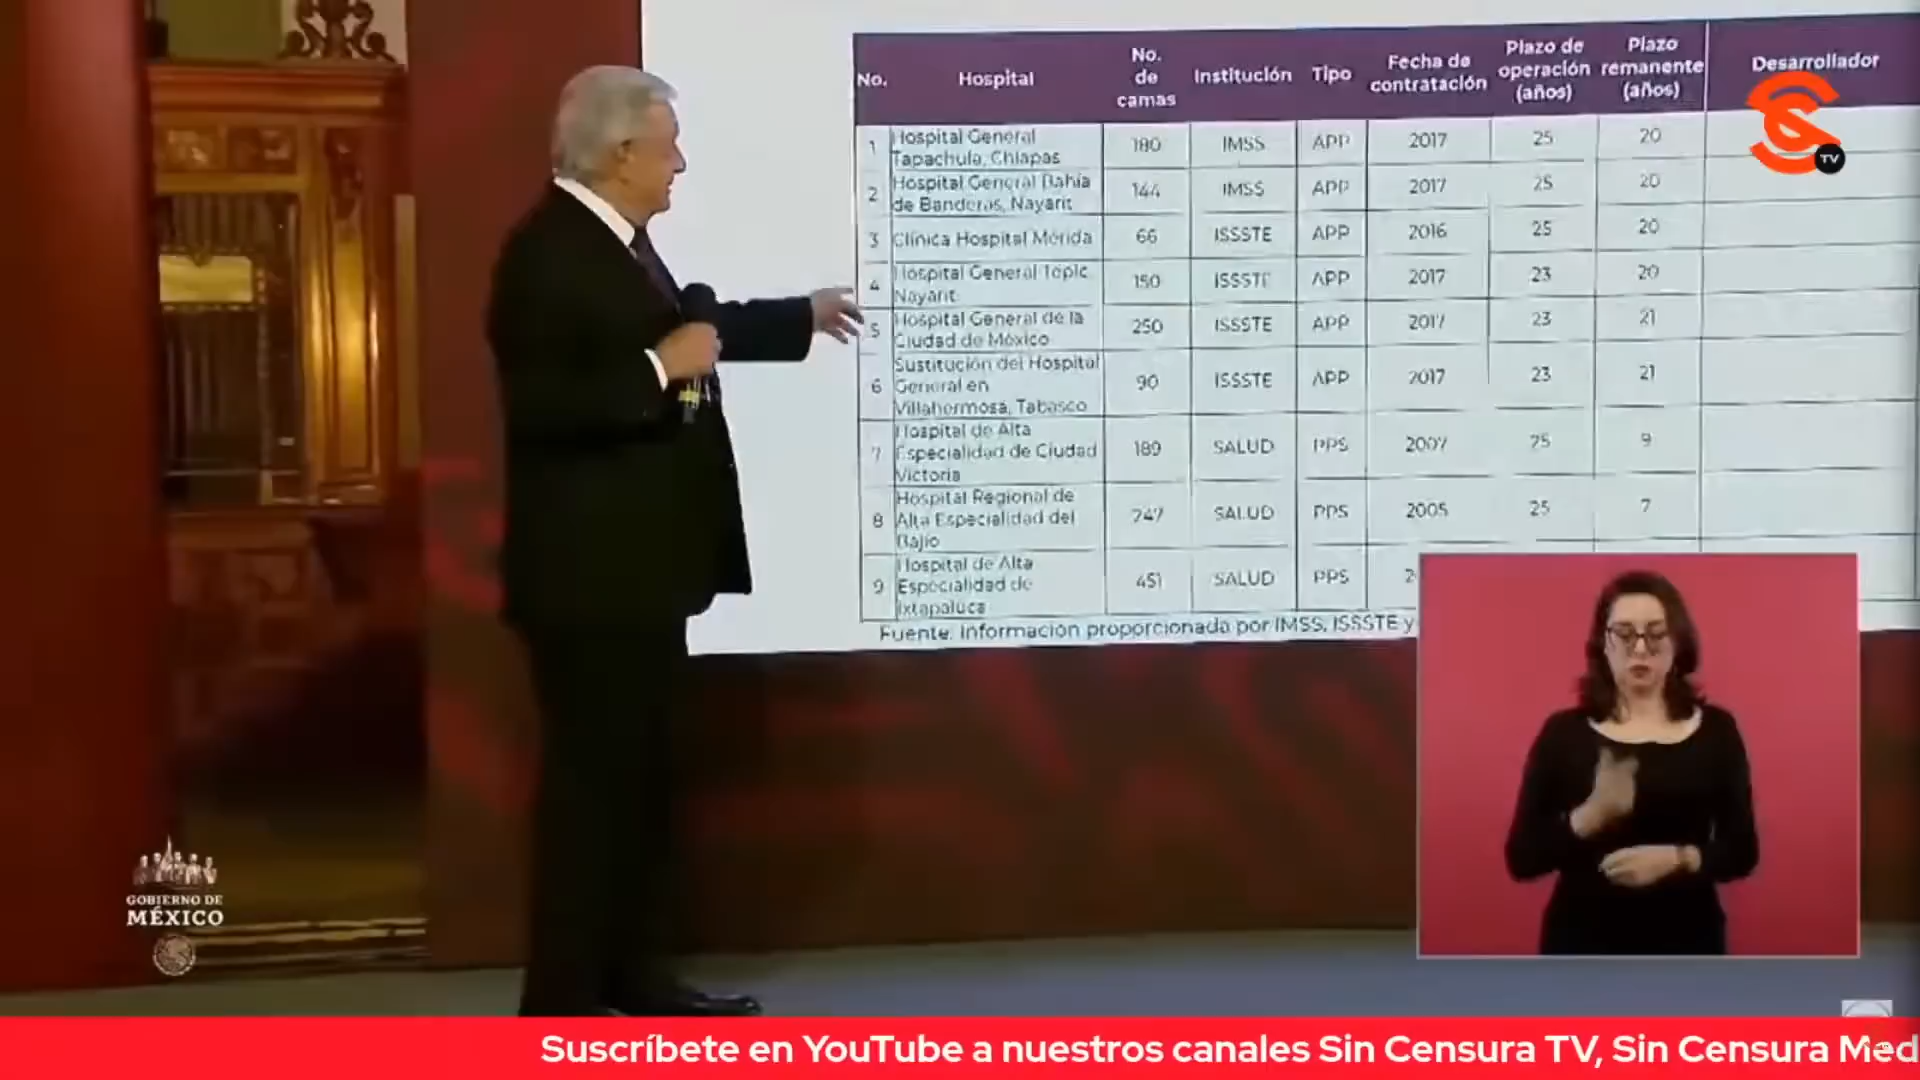 No. Hospital No. de camas Institución Tipo Fecha de contratación Plazo de operación (años) Plazo remanente (años) Desarrollador
1 Hospital General Tapachula, Chiapas 180 IMSS APP 2017 25 20
2 Hospital General Bahía de Banderas, Nayarit 144 IMSS APP 2017 25 20
3 Clínica Hospital Mérida 66 ISSSTE APP 2016 25 20
4 Hospital General Tepic Nayarit 150 ISSSTE APP 2017 23 20
5 Hospital General de la Ciudad de México 250 ISSSTE APP 2017 23 21
6 Sustitución del Hospital General en Villahermosa, Tabasco 90 ISSSTE APP 2017 23 21
7 Hospital de Alta Especialidad de Ciudad Victoria 189 SALUD PPS 2007 25 9
8 Hospital Regional de Alta Especialidad del Bajío 247 SALUD PPS 2005 25 7
9 Hospital de Alta Especialidad de Ixtapaluca 451 SALUD PPS
Fuente: Información proporcionada por IMSS, ISSSTE y
TV
GOBIERNO DE
MÉXICO
Suscríbete en YouTube a nuestros canales Sin Censura TV, Sin Censura Med